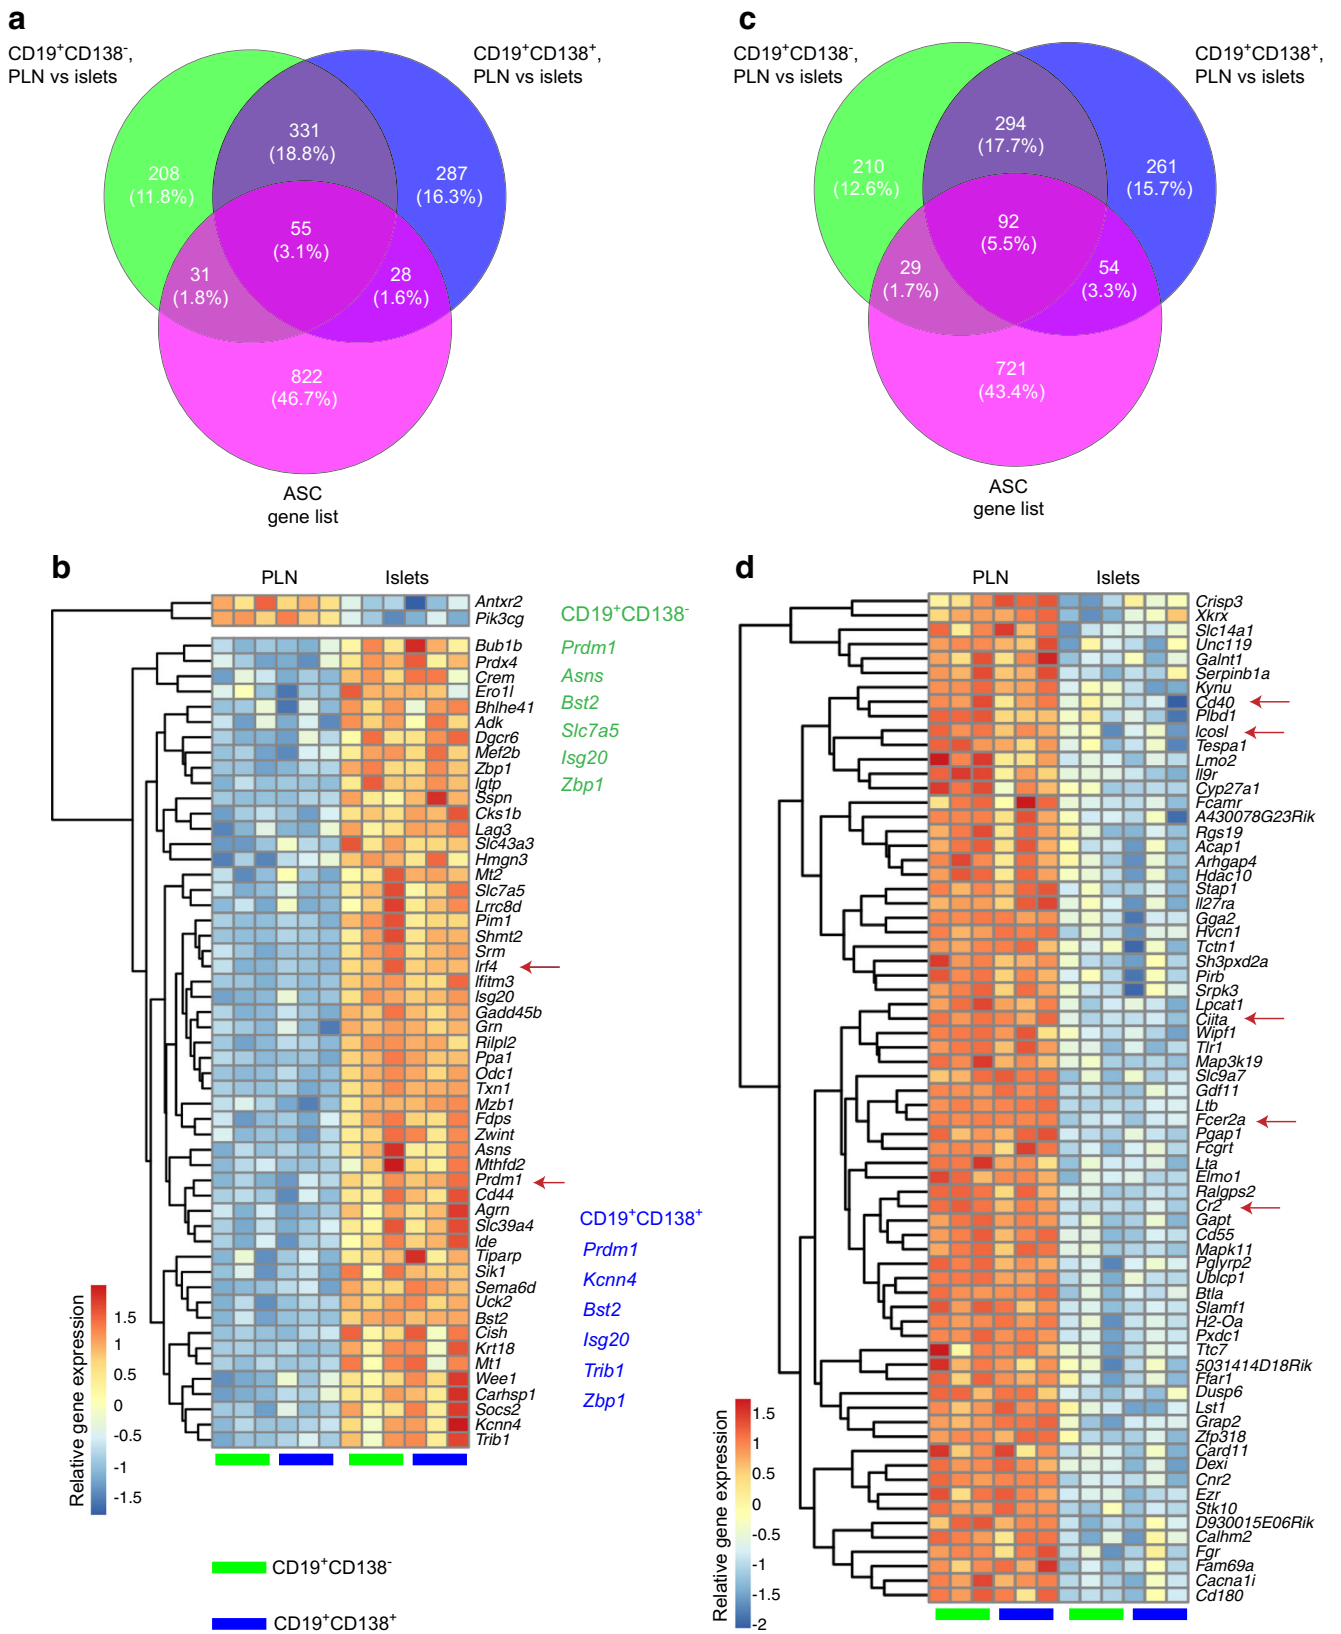 a
CD19⁺CD138⁻,
PLN vs islets
CD19⁺CD138⁺,
PLN vs islets
331
(18.8%)
208
(11.8%)
287
(16.3%)
55
(3.1%)
31
(1.8%)
28
(1.6%)
822
(46.7%)
ASC
gene list
c
CD19⁺CD138⁻,
PLN vs islets
CD19⁺CD138⁺,
PLN vs islets
294
(17.7%)
210
(12.6%)
261
(15.7%)
92
(5.5%)
29
(1.7%)
54
(3.3%)
721
(43.4%)
ASC
gene list
b
PLN Islets
Antxr2
Pik3cg
Bub1b
Prdx4
Crem
Ero1l
Bhlhe41
Adk
Dgcr6
Mef2b
Zbp1
Igtp
Sspn
Cks1b
Lag3
Slc43a3
Hmgn3
Mt2
Slc7a5
Lrrc8d
Pim1
Shmt2
Srm
Irf4
Ifitm3
Isg20
Gadd45b
Grn
Rilpl2
Ppa1
Odc1
Txn1
Mzb1
Fdps
Zwint
Asns
Mthfd2
Prdm1
Cd44
Agrn
Slc39a4
Ide
Tiparp
Sik1
Sema6d
Uck2
Bst2
Cish
Krt18
Mt1
Wee1
Carhsp1
Socs2
Kcnn4
Trib1
CD19⁺CD138⁻
Prdm1
Asns
Bst2
Slc7a5
Isg20
Zbp1
CD19⁺CD138⁺
Prdm1
Kcnn4
Bst2
Isg20
Trib1
Zbp1
Relative gene expression
1.5
1
0.5
0
-0.5
-1
-1.5
CD19⁺CD138⁻
CD19⁺CD138⁺
d
PLN Islets
Crisp3
Xkrx
Slc14a1
Unc119
Galnt1
Serpinb1a
Kynu
Cd40
Plbd1
Icosl
Tespa1
Lmo2
Il9r
Cyp27a1
Fcamr
A430078G23Rik
Rgs19
Acap1
Arhgap4
Hdac10
Stap1
Il27ra
Gga2
Hvcn1
Tctn1
Sh3pxd2a
Pirb
Srpk3
Lpcat1
Ciita
Wipf1
Tlr1
Map3k19
Slc9a7
Gdf11
Ltb
Fcer2a
Pgap1
Fcgrt
Lta
Elmo1
Ralgps2
Cr2
Gapt
Cd55
Mapk11
Pglyrp2
Ublcp1
Btla
Slamf1
H2-Oa
Pxdc1
Ttc7
5031414D18Rik
Ffar1
Dusp6
Lst1
Grap2
Zfp318
Card11
Dexi
Cnr2
Ezr
Stk10
D930015E06Rik
Calhm2
Fgr
Fam69a
Cacna1i
Cd180
Relative gene expression
1.5
1
0.5
0
-0.5
-1
-1.5
-2